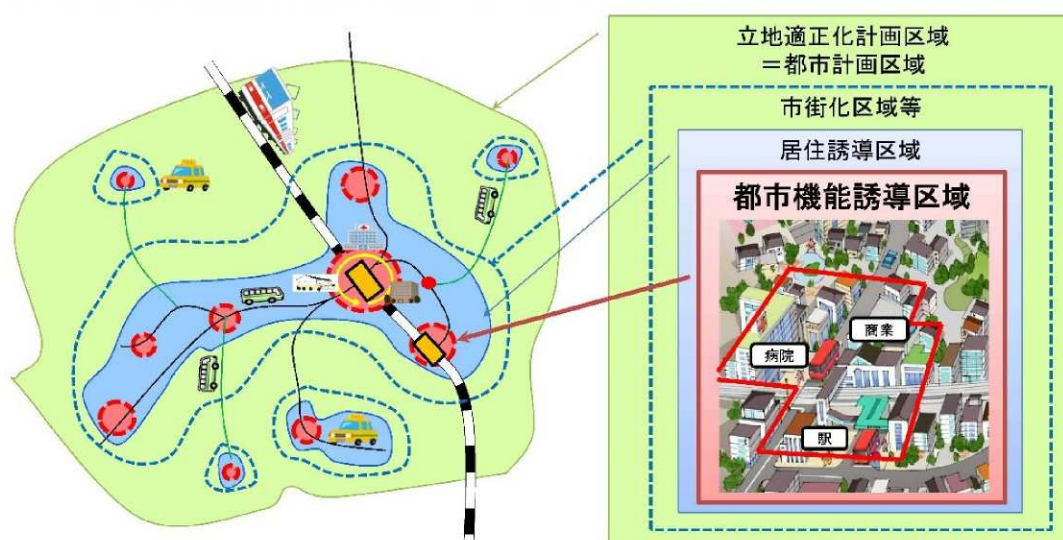 立地適正化計画区域
＝都市計画区域
市街化区域等
居住誘導区域
都市機能誘導区域
商業
病院
駅